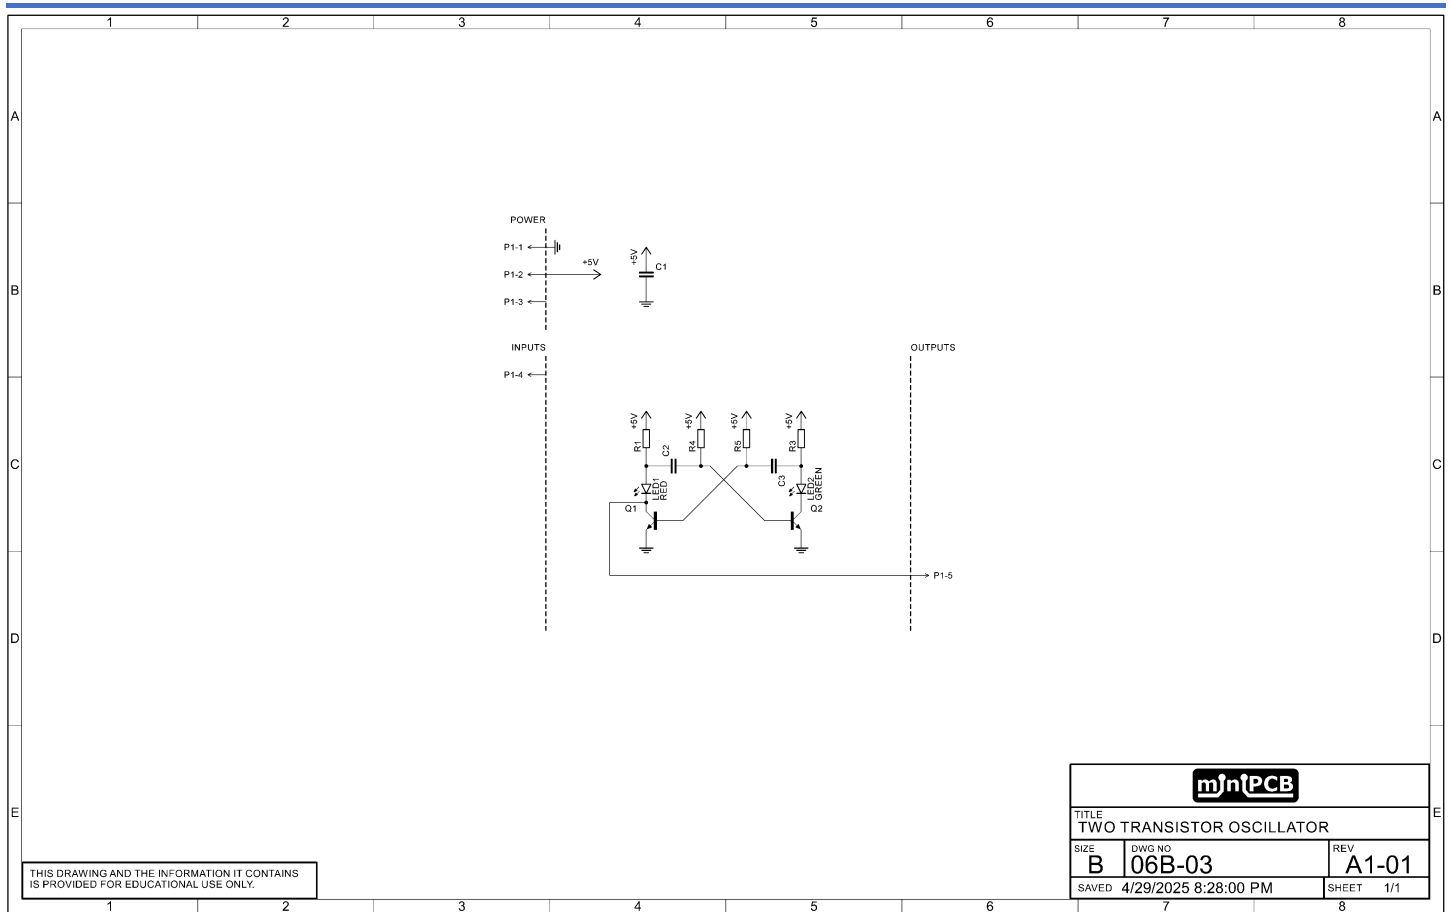 1 2 3 4 5 6 7 8
A A
POWER
P1-1
+5V
P1-2
P1-3
+5V
C1
B B
INPUTS
P1-4
OUTPUTS
+5V +5V +5V +5V
R1 C2 R4 R5 C3 R3
C C
LED1
RED
LED2
GREEN
Q1 Q2
P1-5
D D
E E
miniPCB
TITLE
TWO TRANSISTOR OSCILLATOR
SIZE DWG NO REV
B 06B-03 A1-01
SAVED 4/29/2025 8:28:00 PM SHEET 1/1
THIS DRAWING AND THE INFORMATION IT CONTAINS
IS PROVIDED FOR EDUCATIONAL USE ONLY.
1 2 3 4 5 6 7 8